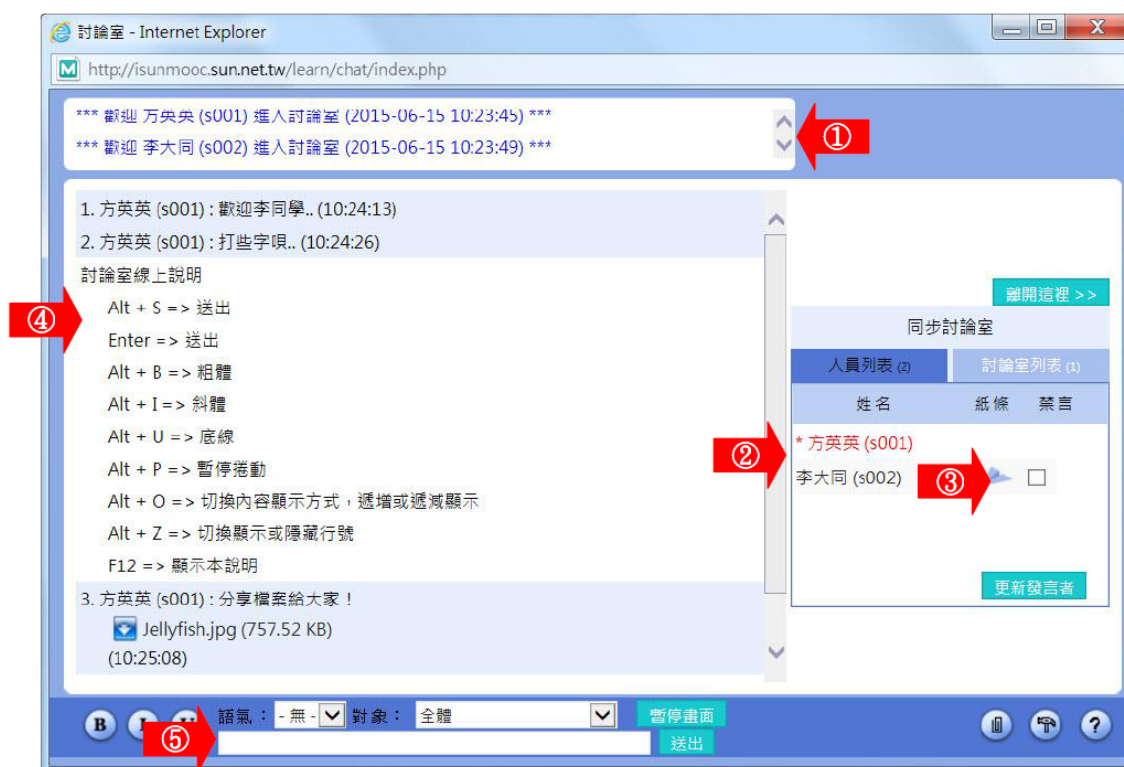 討論室 - Internet Explorer
http://isunmooc.sun.net.tw/learn/chat/index.php
*** 歡迎 方英英 (s001) 進入討論室 (2015-06-15 10:23:45) ***
*** 歡迎 李大同 (s002) 進入討論室 (2015-06-15 10:23:49) ***
①
1. 方英英 (s001) : 歡迎李同學.. (10:24:13)
2. 方英英 (s001) : 打些字唄.. (10:24:26)
討論室線上說明
Alt + S => 送出
④
Enter => 送出
Alt + B => 粗體
Alt + I => 斜體
Alt + U => 底線
Alt + P => 暫停捲動
Alt + O => 切換內容顯示方式，遞增或遞減顯示
Alt + Z => 切換顯示或隱藏行號
F12 => 顯示本說明
3. 方英英 (s001) : 分享檔案給大家！
Jellyfish.jpg (757.52 KB)
(10:25:08)
離開這裡 >>
同步討論室
人員列表 (2) 討論室列表 (1)
姓名 紙條 禁言
② * 方英英 (s001)
李大同 (s002) ③
更新發言者
B 語氣： - 無 - 對象： 全體 暫停畫面
⑤ 送出
?